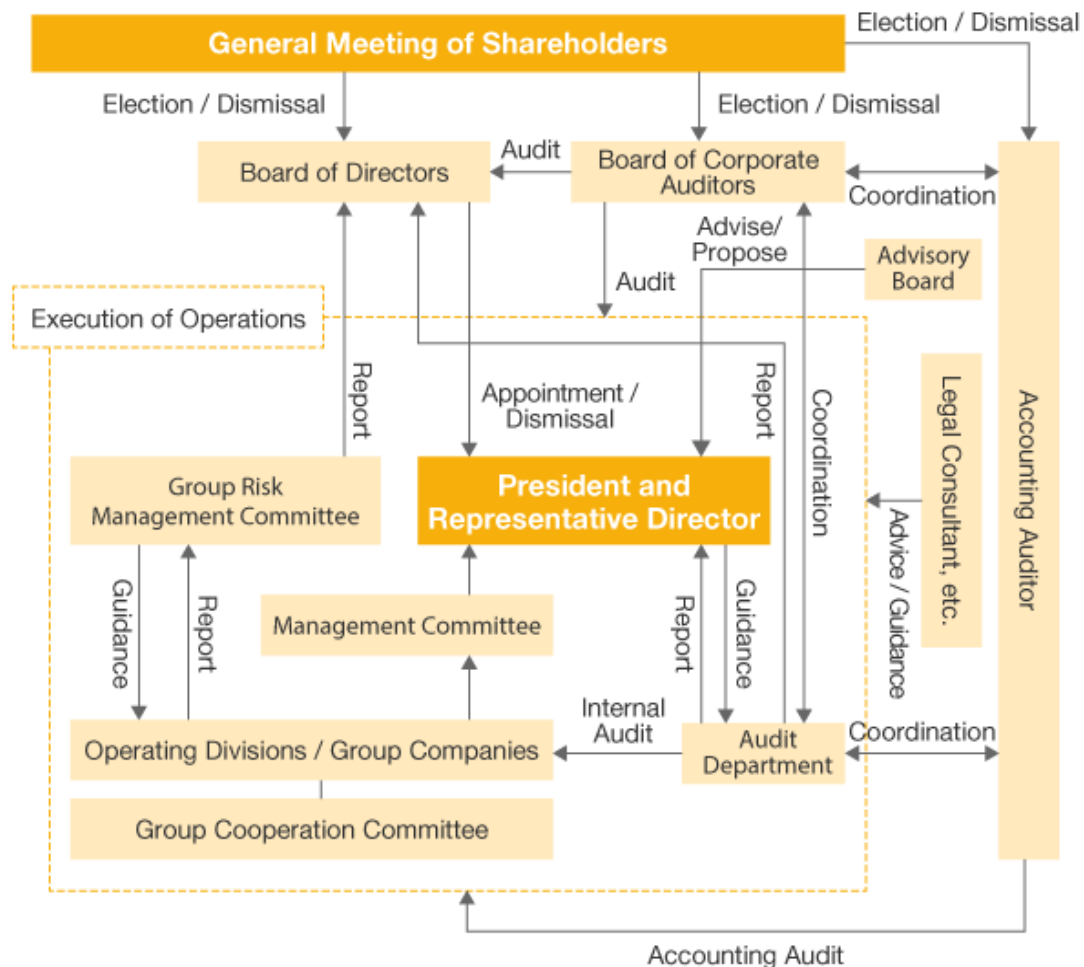 General Meeting of Shareholders
Election / Dismissal
Election / Dismissal
Election / Dismissal
Board of Directors
Audit
Board of Corporate
Auditors
Coordination
Advise/
Propose
Advisory
Board
Audit
Execution of Operations
Report
Appointment /
Dismissal
Report
Coordination
Legal Consultant, etc.
Accounting Auditor
Group Risk
Management Committee
President and
Representative Director
Advice / Guidance
Guidance
Report
Management Committee
Report
Guidance
Internal
Audit
Operating Divisions / Group Companies
Audit
Department
Coordination
Group Cooperation Committee
Accounting Audit